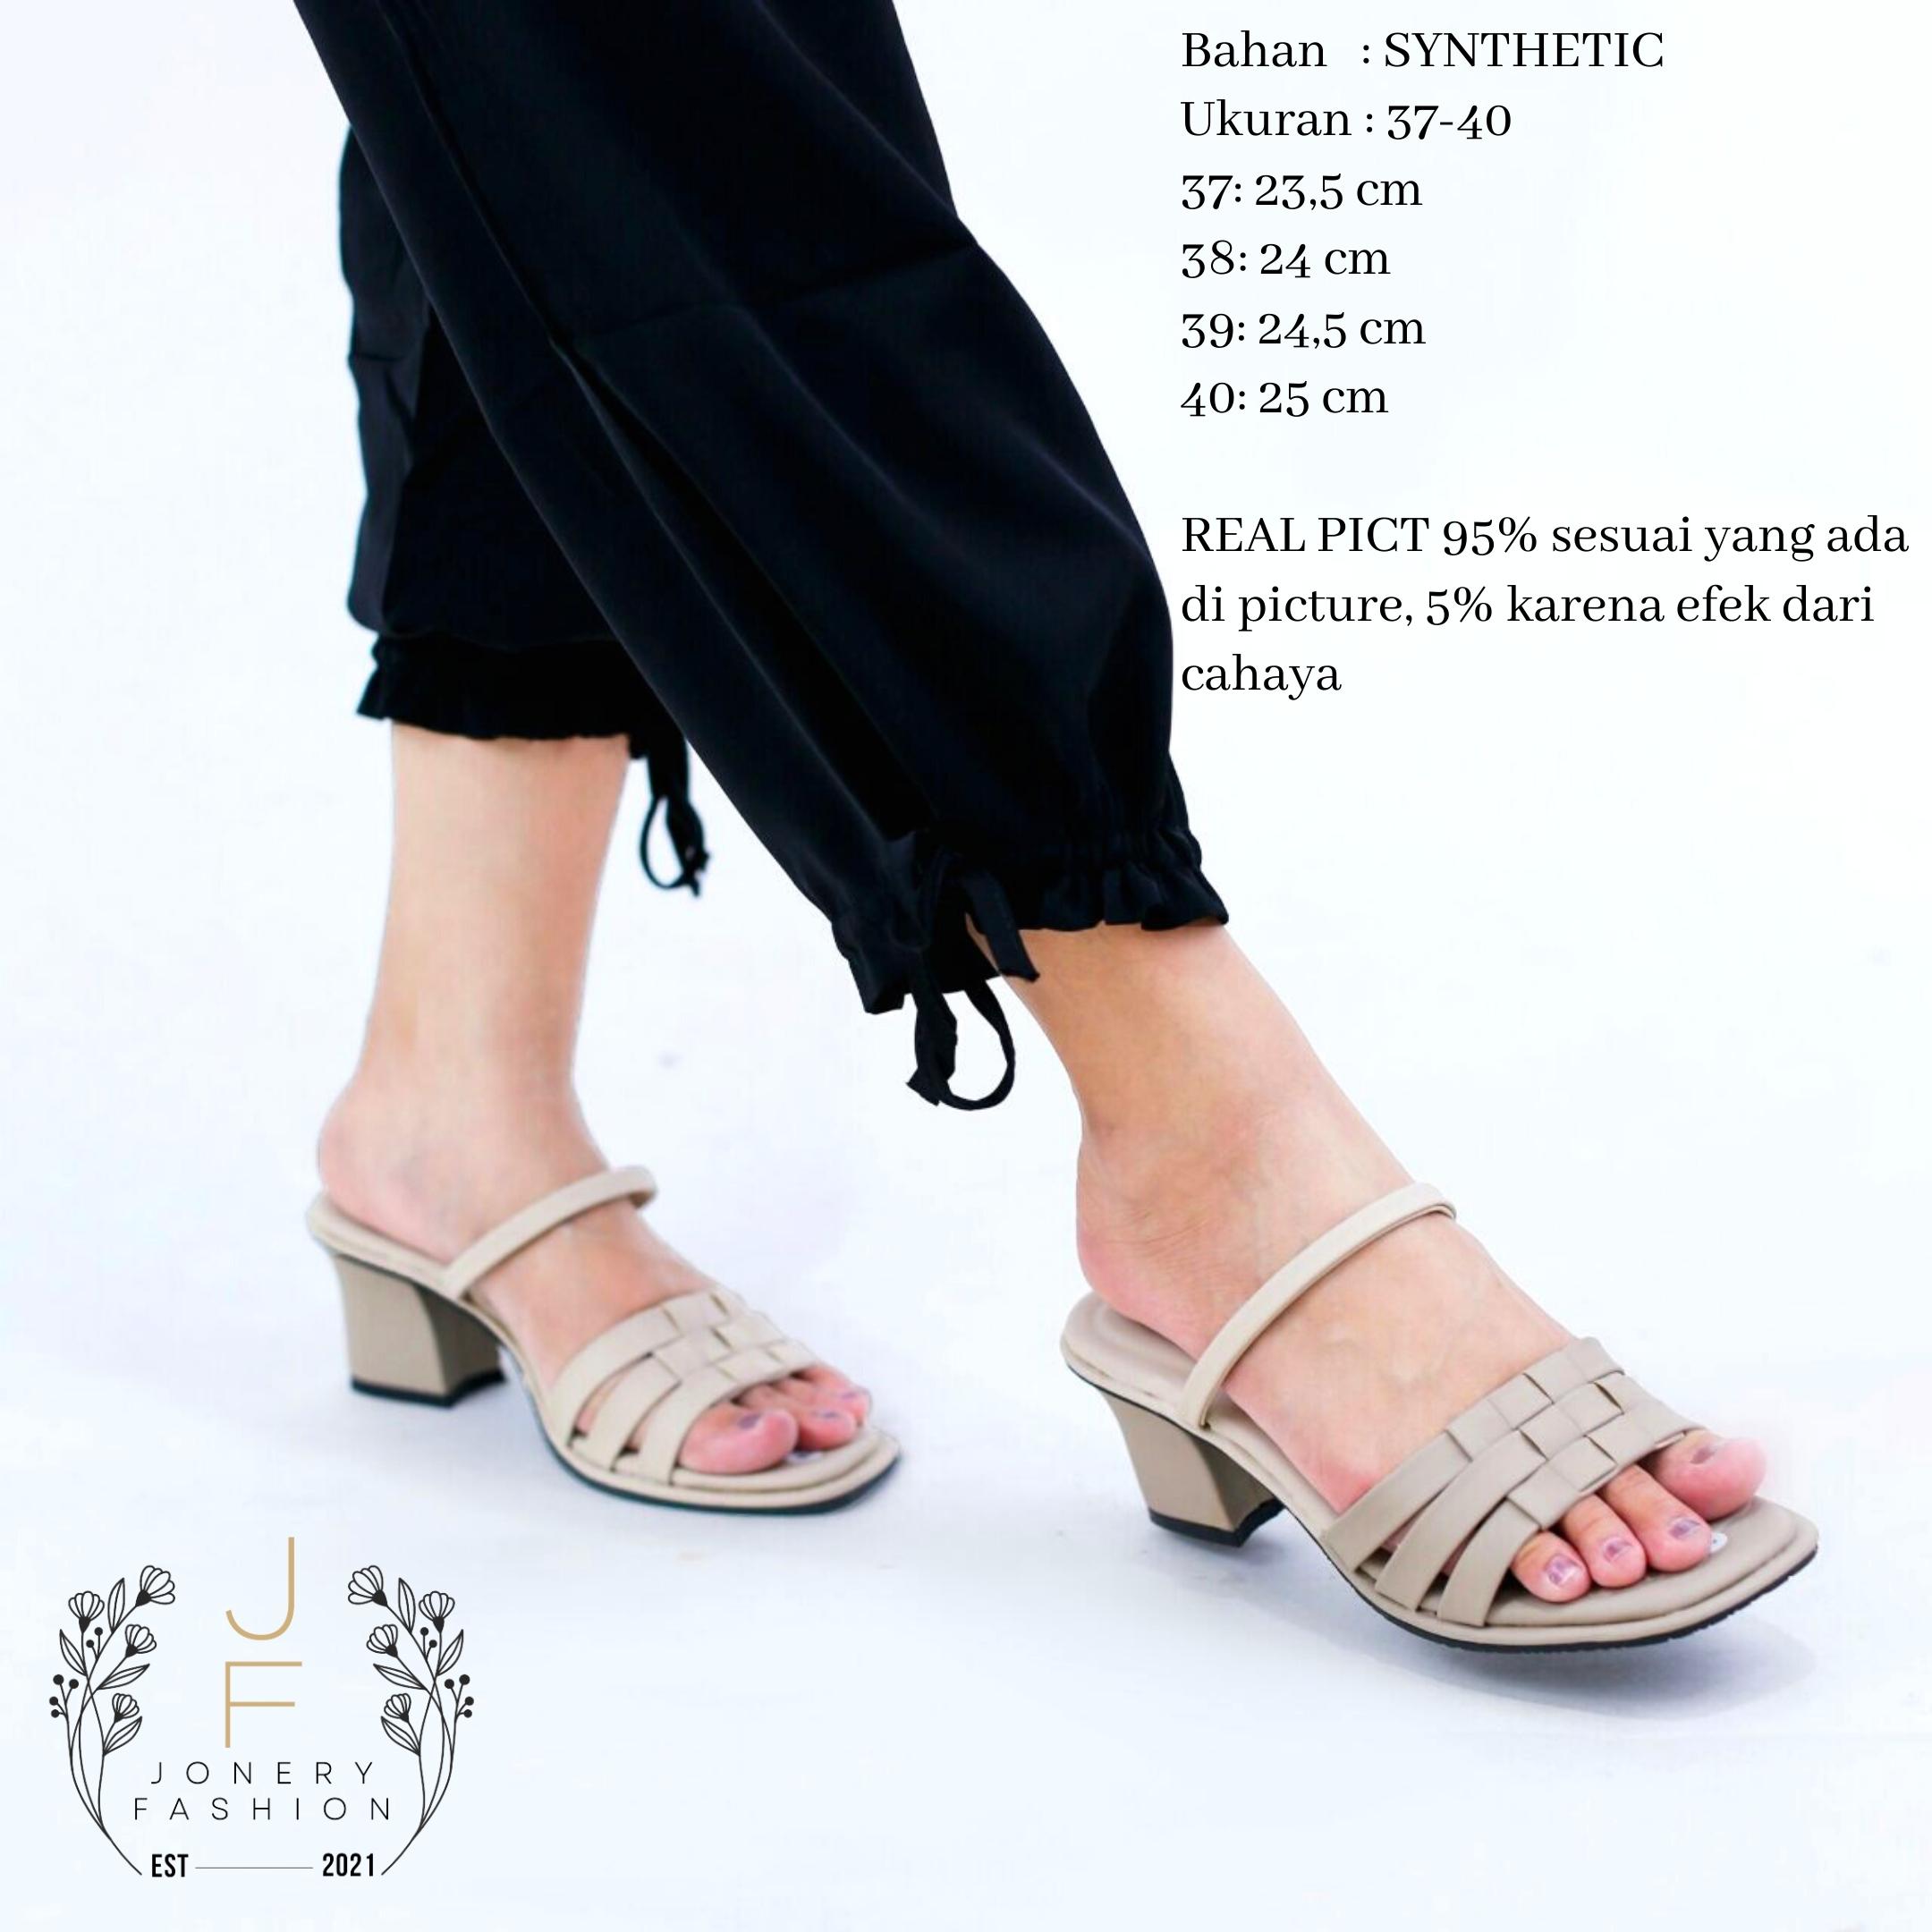 Bahan : SYNTHETIC
Ukuran : 37-40
37: 23,5 cm
38: 24 cm
39: 24,5 cm
40: 25 cm
REAL PICT 95% sesuai yang ada
di picture, 5% karena efek dari
cahaya
J
F
JONERY
FASHION
EST 2021